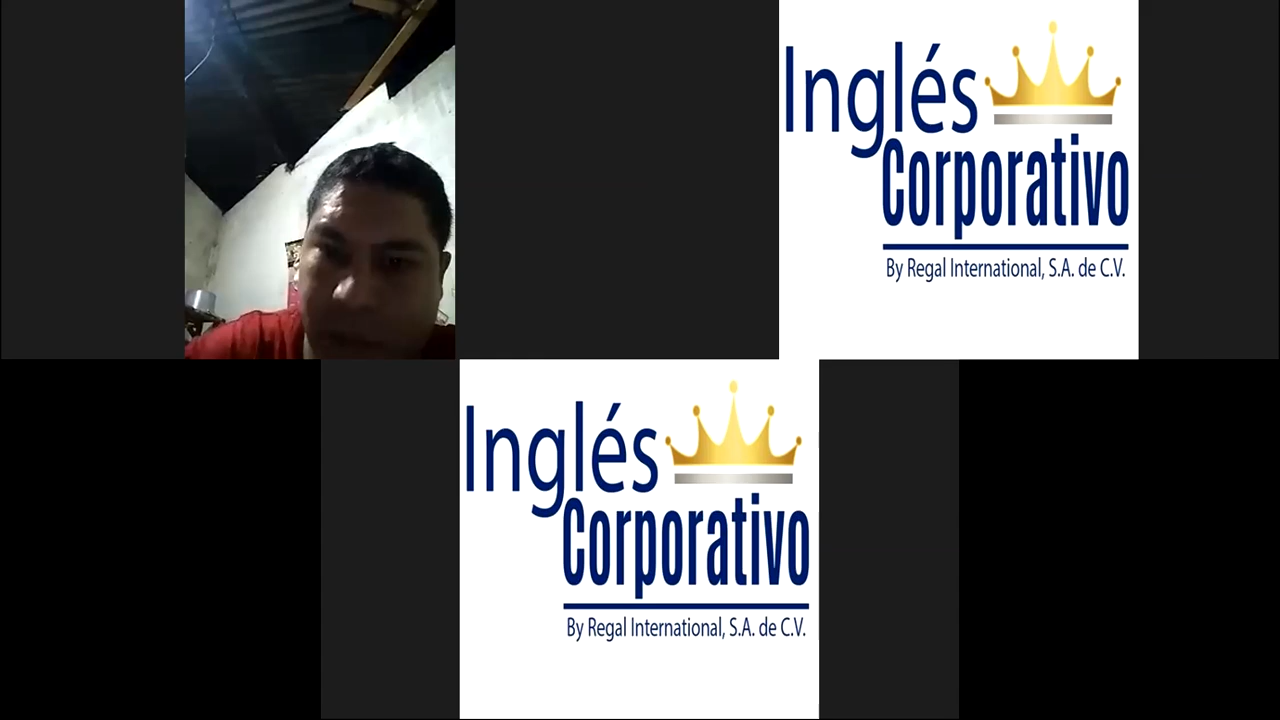 Inglés
Corporativo
By Regal International, S.A. de C.V.
Inglés
Corporativo
By Regal International, S.A. de C.V.